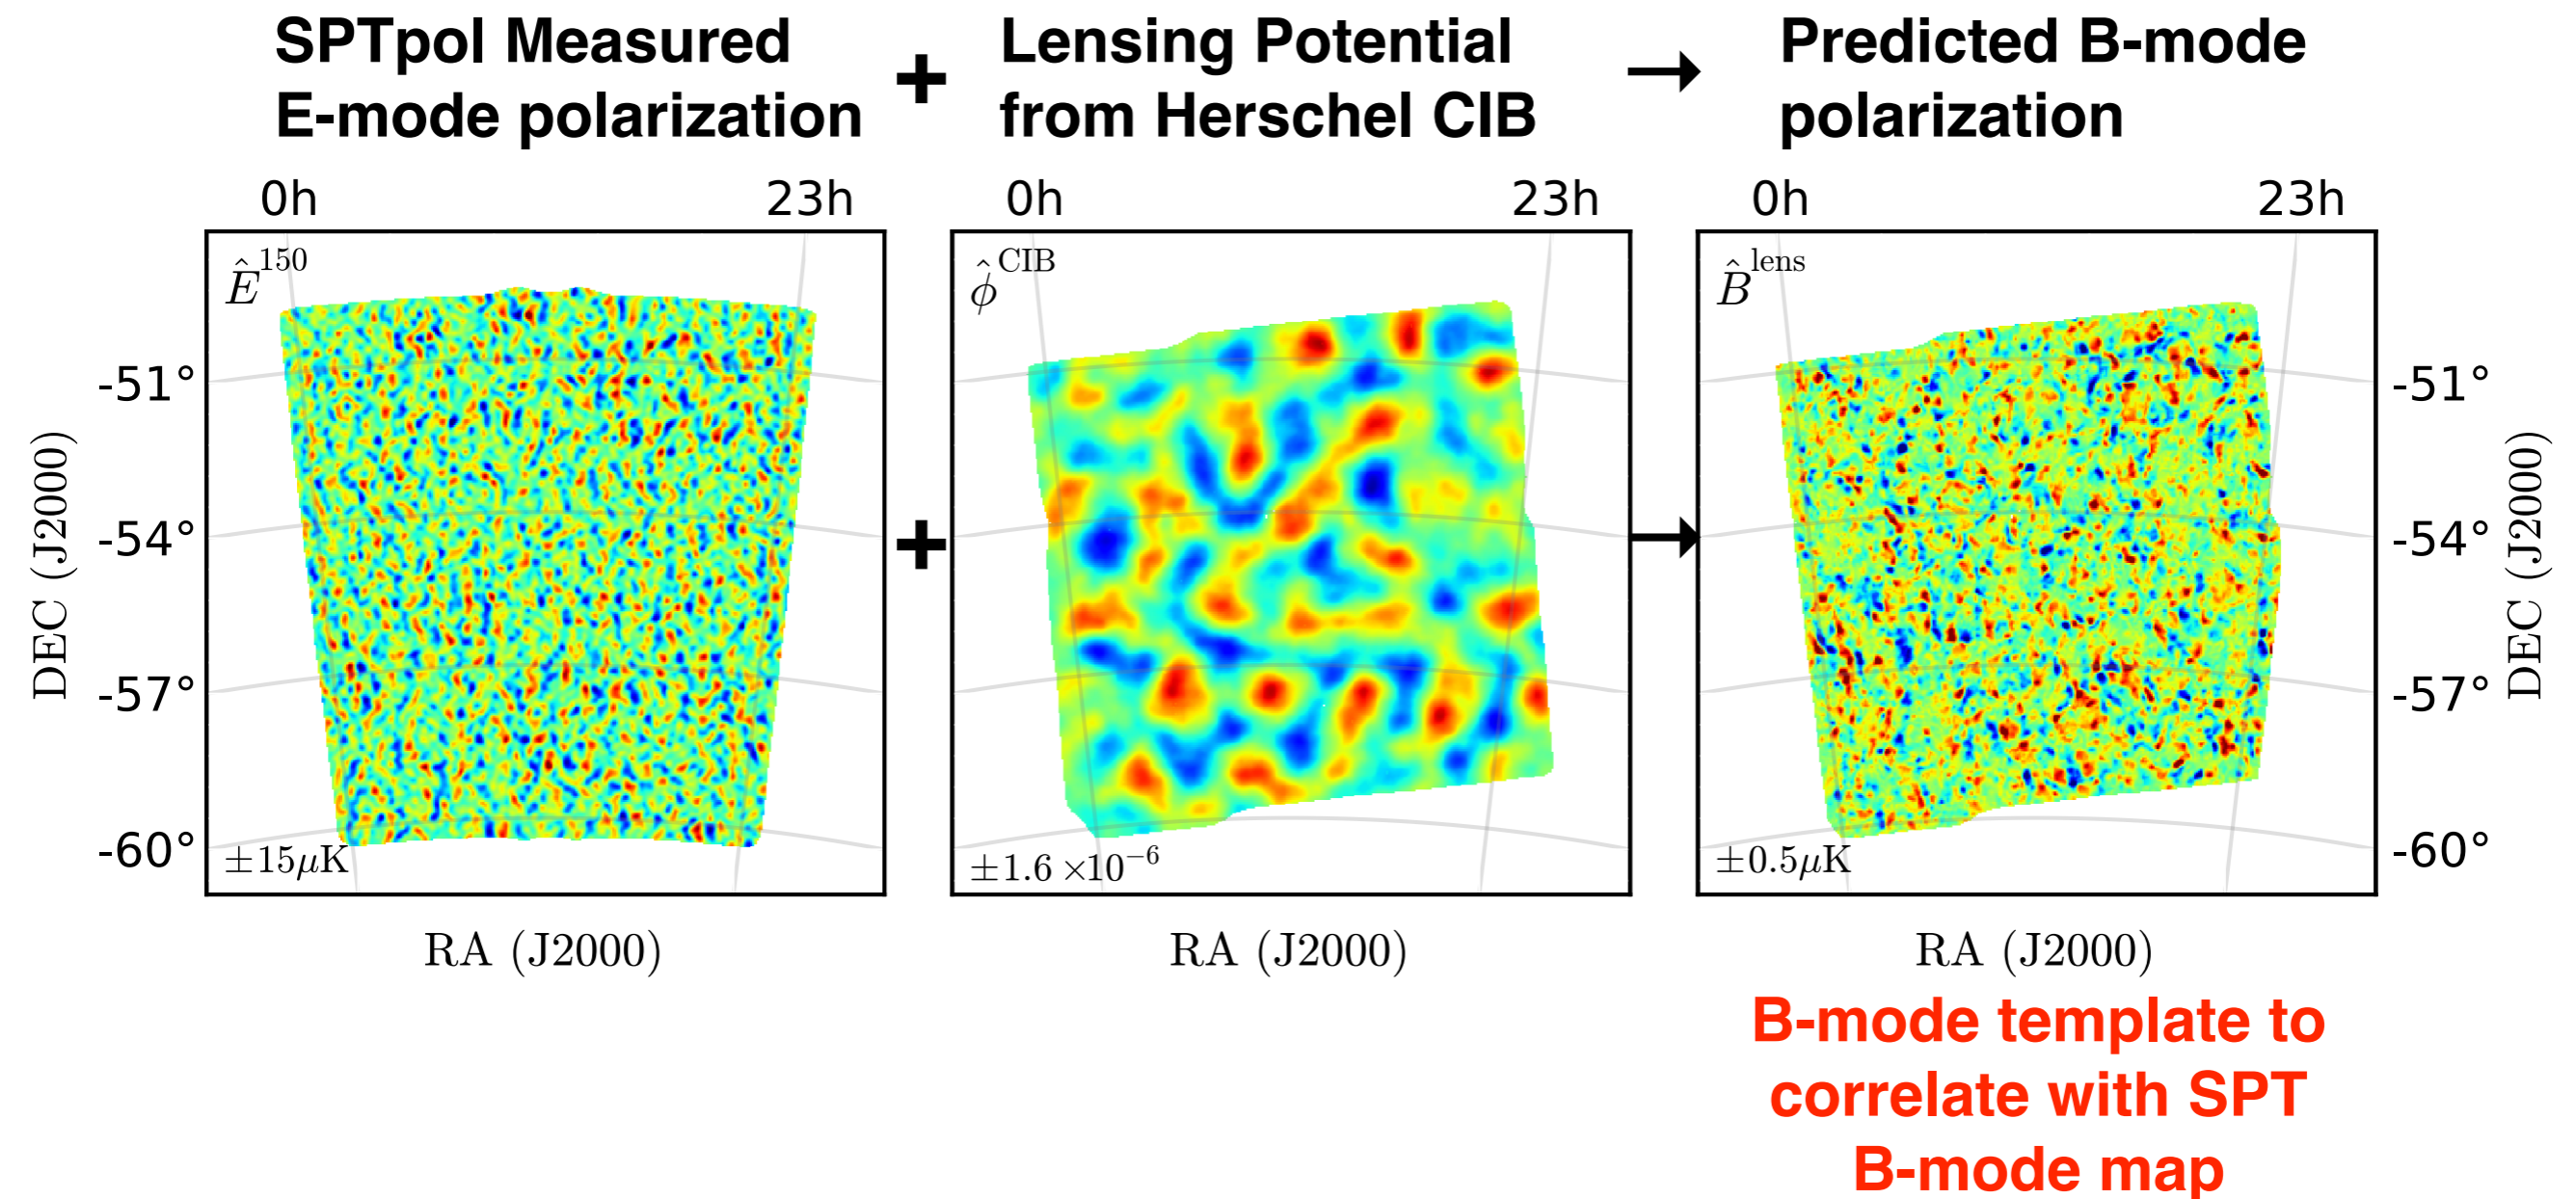 SPTpol Measured
E-mode polarization
+
Lensing Potential
from Herschel CIB
→
Predicted B-mode
polarization
0h 23h
0h 23h
0h 23h
Ê¹⁵⁰
ϕ̂ᶜᴵᴮ
B̂ˡᵉⁿˢ
-51°
-54°
-57°
-60°
DEC (J2000)
+
→
-51°
-54°
-57°
-60°
DEC (J2000)
±15μK
±1.6 ×10⁻⁶
±0.5μK
RA (J2000)
RA (J2000)
RA (J2000)
B-mode template to
correlate with SPT
B-mode map